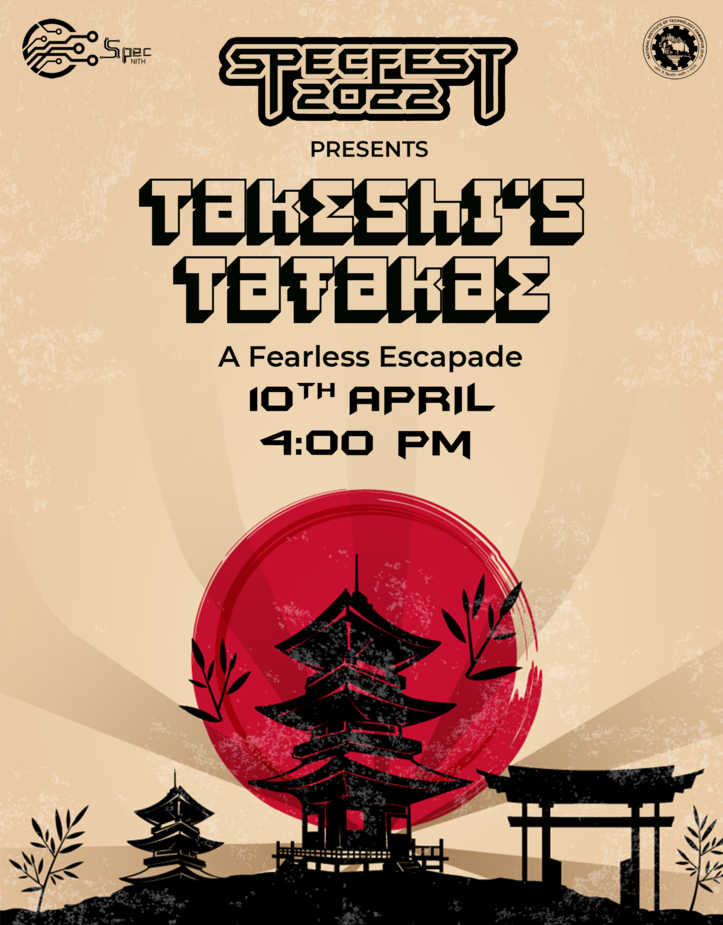 Spec
NITH
SPECFEST
2022
PRESENTS
TAKESHI'S
TATAKAE
A Fearless Escapade
10TH APRIL
4:00 PM